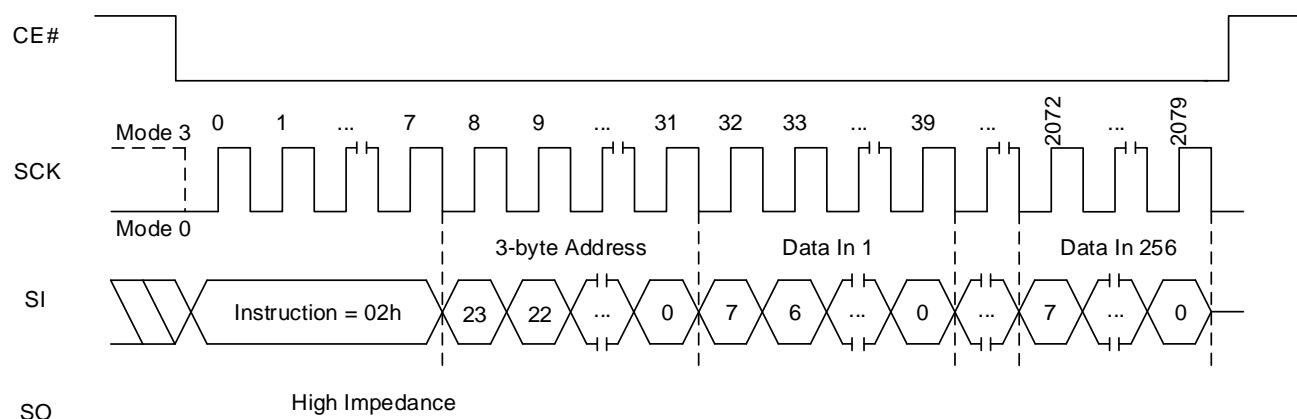 CE#
0 1 ... 7 8 9 ... 31 32 33 ... 39 ... 2072 ... 2079
Mode 3
SCK
Mode 0
3-byte Address Data In 1 Data In 256
SI
Instruction = 02h 23 22 ... 0 7 6 ... 0 ... 7 ... 0
High Impedance
SO